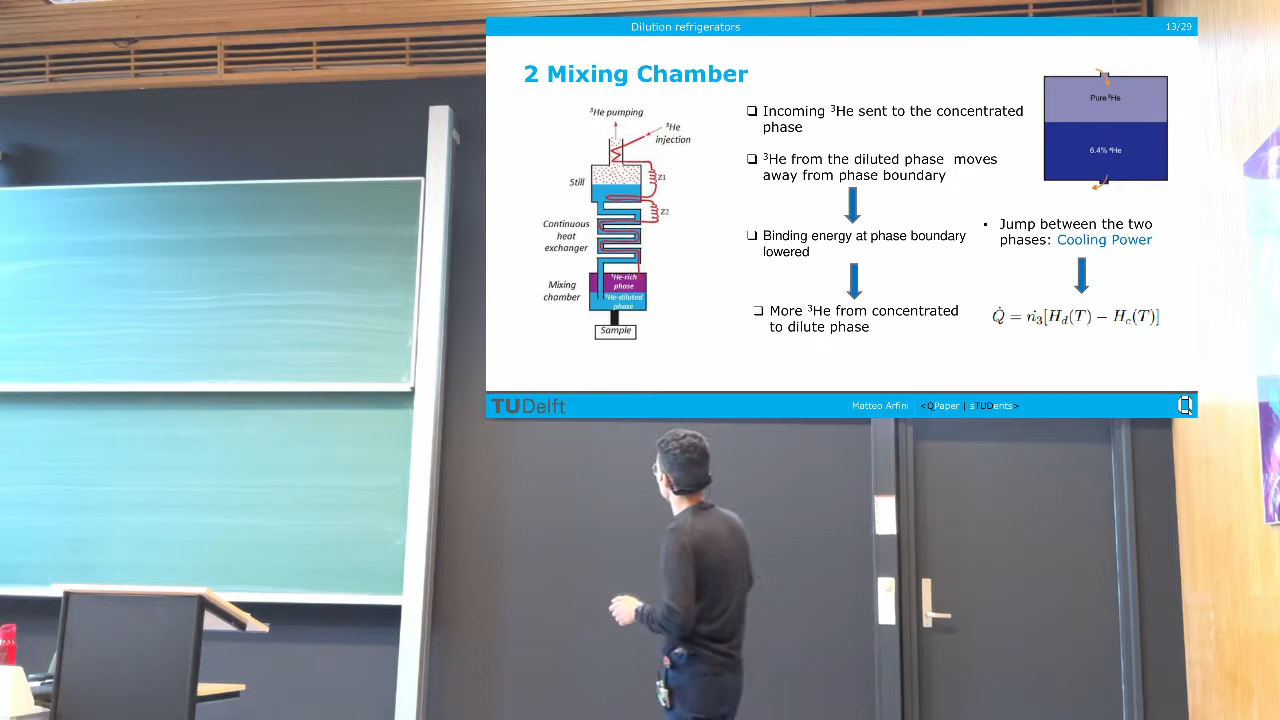 Dilution refrigerators
13/29
2 Mixing Chamber
³He pumping
³He
injection
Still
Z1
Z2
Continuous
heat
exchanger
Mixing
chamber
³He-rich
phase
³He-diluted
phase
Sample
❑ Incoming ³He sent to the concentrated
phase
❑ ³He from the diluted phase moves
away from phase boundary
❑ Binding energy at phase boundary
lowered
❑ More ³He from concentrated
to dilute phase
Pure ³He
6.4% ⁴He
▪ Jump between the two
phases: Cooling Power
Q̇ = ṅ₃[H_d(T) − H_c(T)]
TUDelft
Matteo Arfini <QPaper | sTUDents>